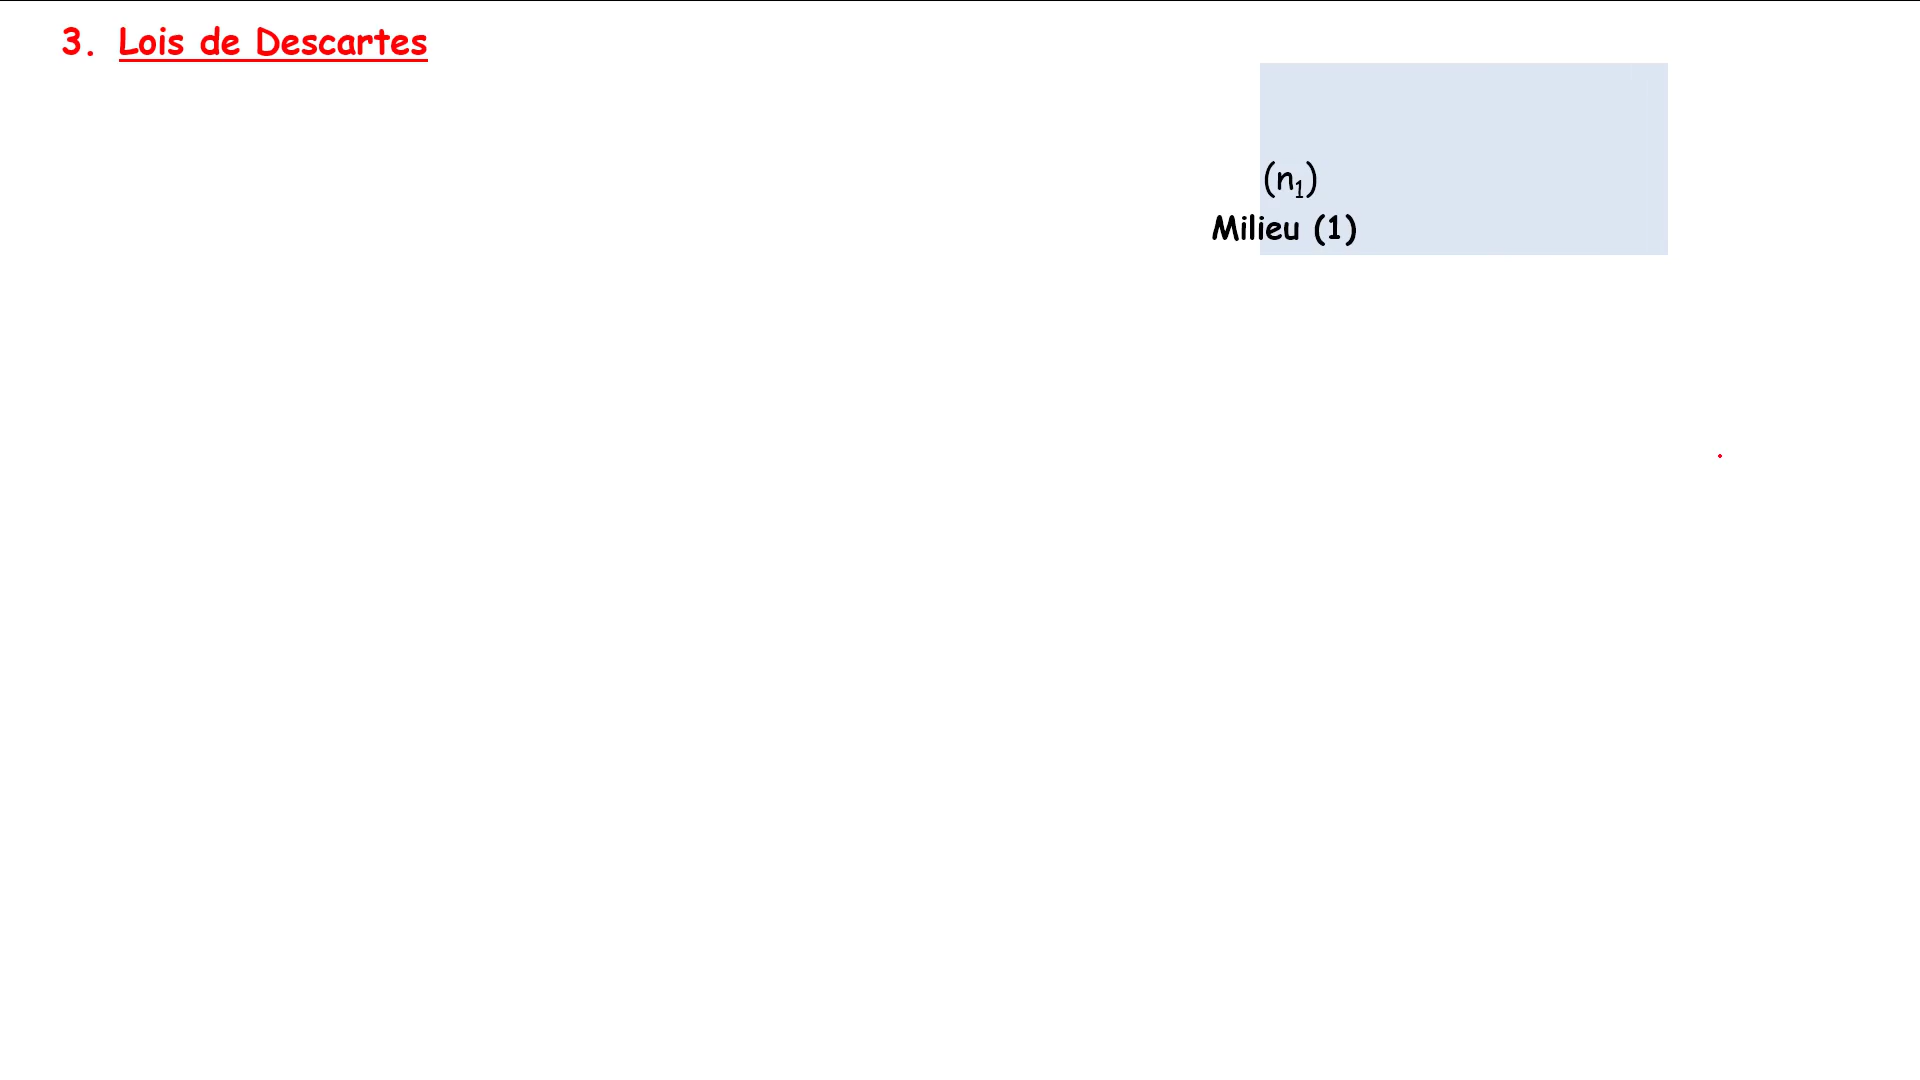 3. Lois de Descartes
(n₁)
Milieu (1)